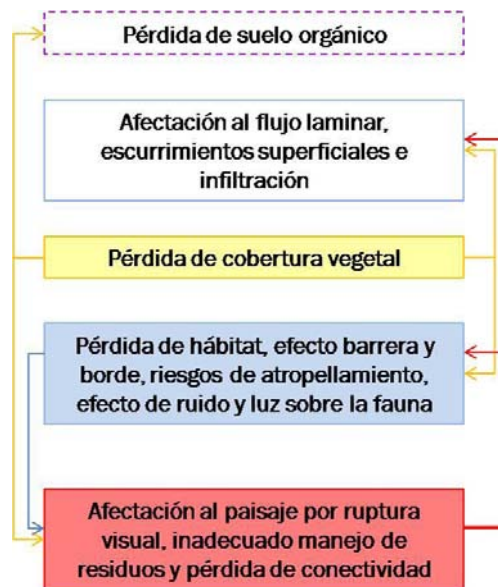 Pérdida de suelo orgánico
Afectación al flujo laminar,
escurrimientos superficiales e
infiltración
Pérdida de cobertura vegetal
Pérdida de hábitat, efecto barrera y
borde, riesgos de atropellamiento,
efecto de ruido y luz sobre la fauna
Afectación al paisaje por ruptura
visual, inadecuado manejo de
residuos y pérdida de conectividad